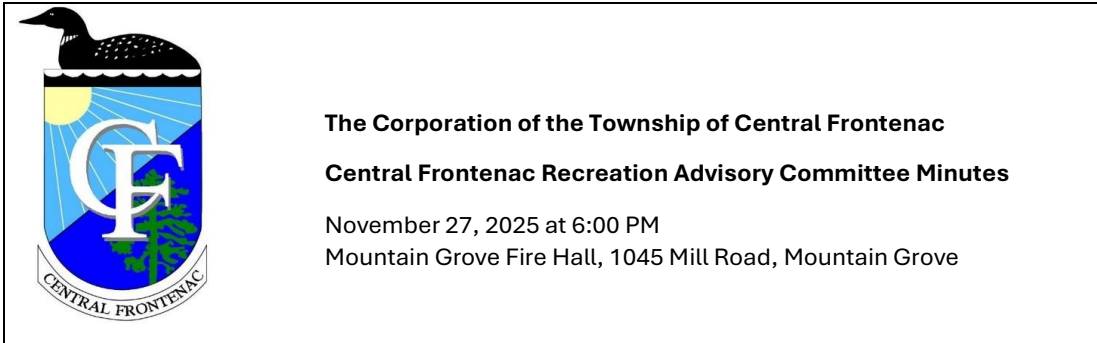 CF
CENTRAL FRONTENAC
The Corporation of the Township of Central Frontenac
Central Frontenac Recreation Advisory Committee Minutes
November 27, 2025 at 6:00 PM
Mountain Grove Fire Hall, 1045 Mill Road, Mountain Grove